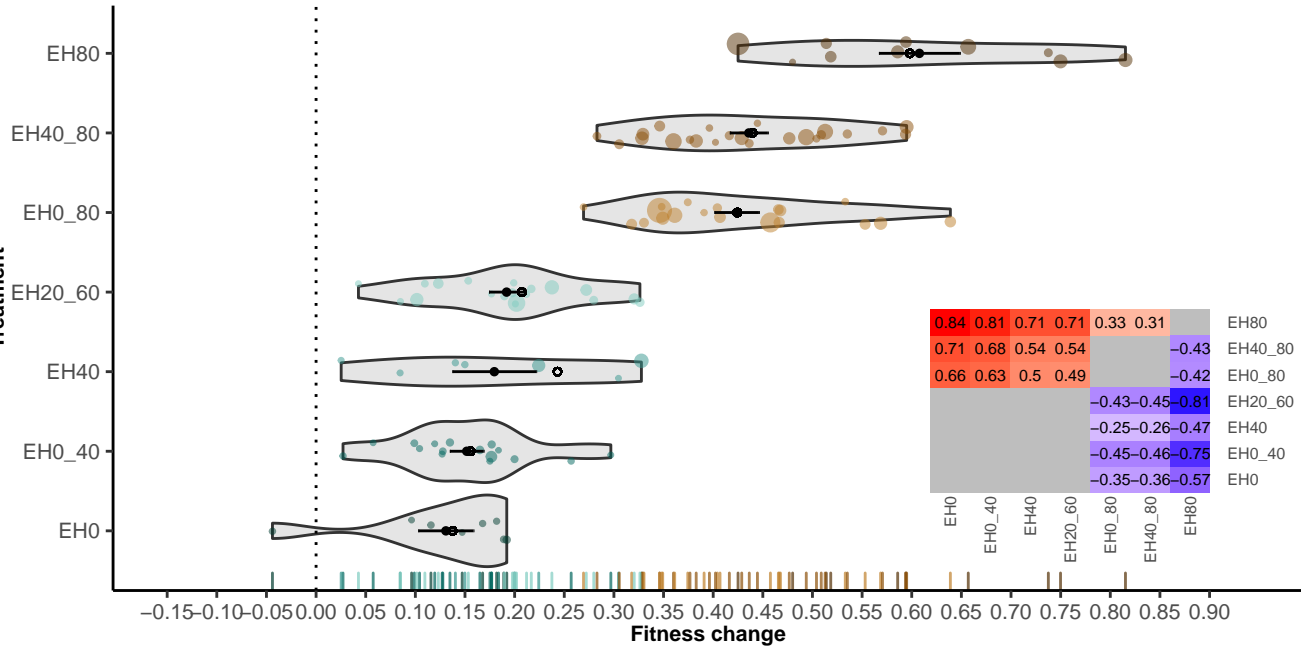 EH80
EH40_80
EH0_80
EH20_60
EH40
EH0_40
EH0
−0.15 −0.10 −0.05 0.00 0.05 0.10 0.15 0.20 0.25 0.30 0.35 0.40 0.45 0.50 0.55 0.60 0.65 0.70 0.75 0.80 0.85 0.90
Fitness change
0.84 0.81 0.71 0.71 0.33 0.31 EH80
0.71 0.68 0.54 0.54 −0.43 EH40_80
0.66 0.63 0.5 0.49 −0.42 EH0_80
−0.43 −0.45 −0.81 EH20_60
−0.25 −0.26 −0.47 EH40
−0.45 −0.46 −0.75 EH0_40
−0.35 −0.36 −0.57 EH0
EH0 EH0_40 EH40 EH20_60 EH0_80 EH40_80 EH80